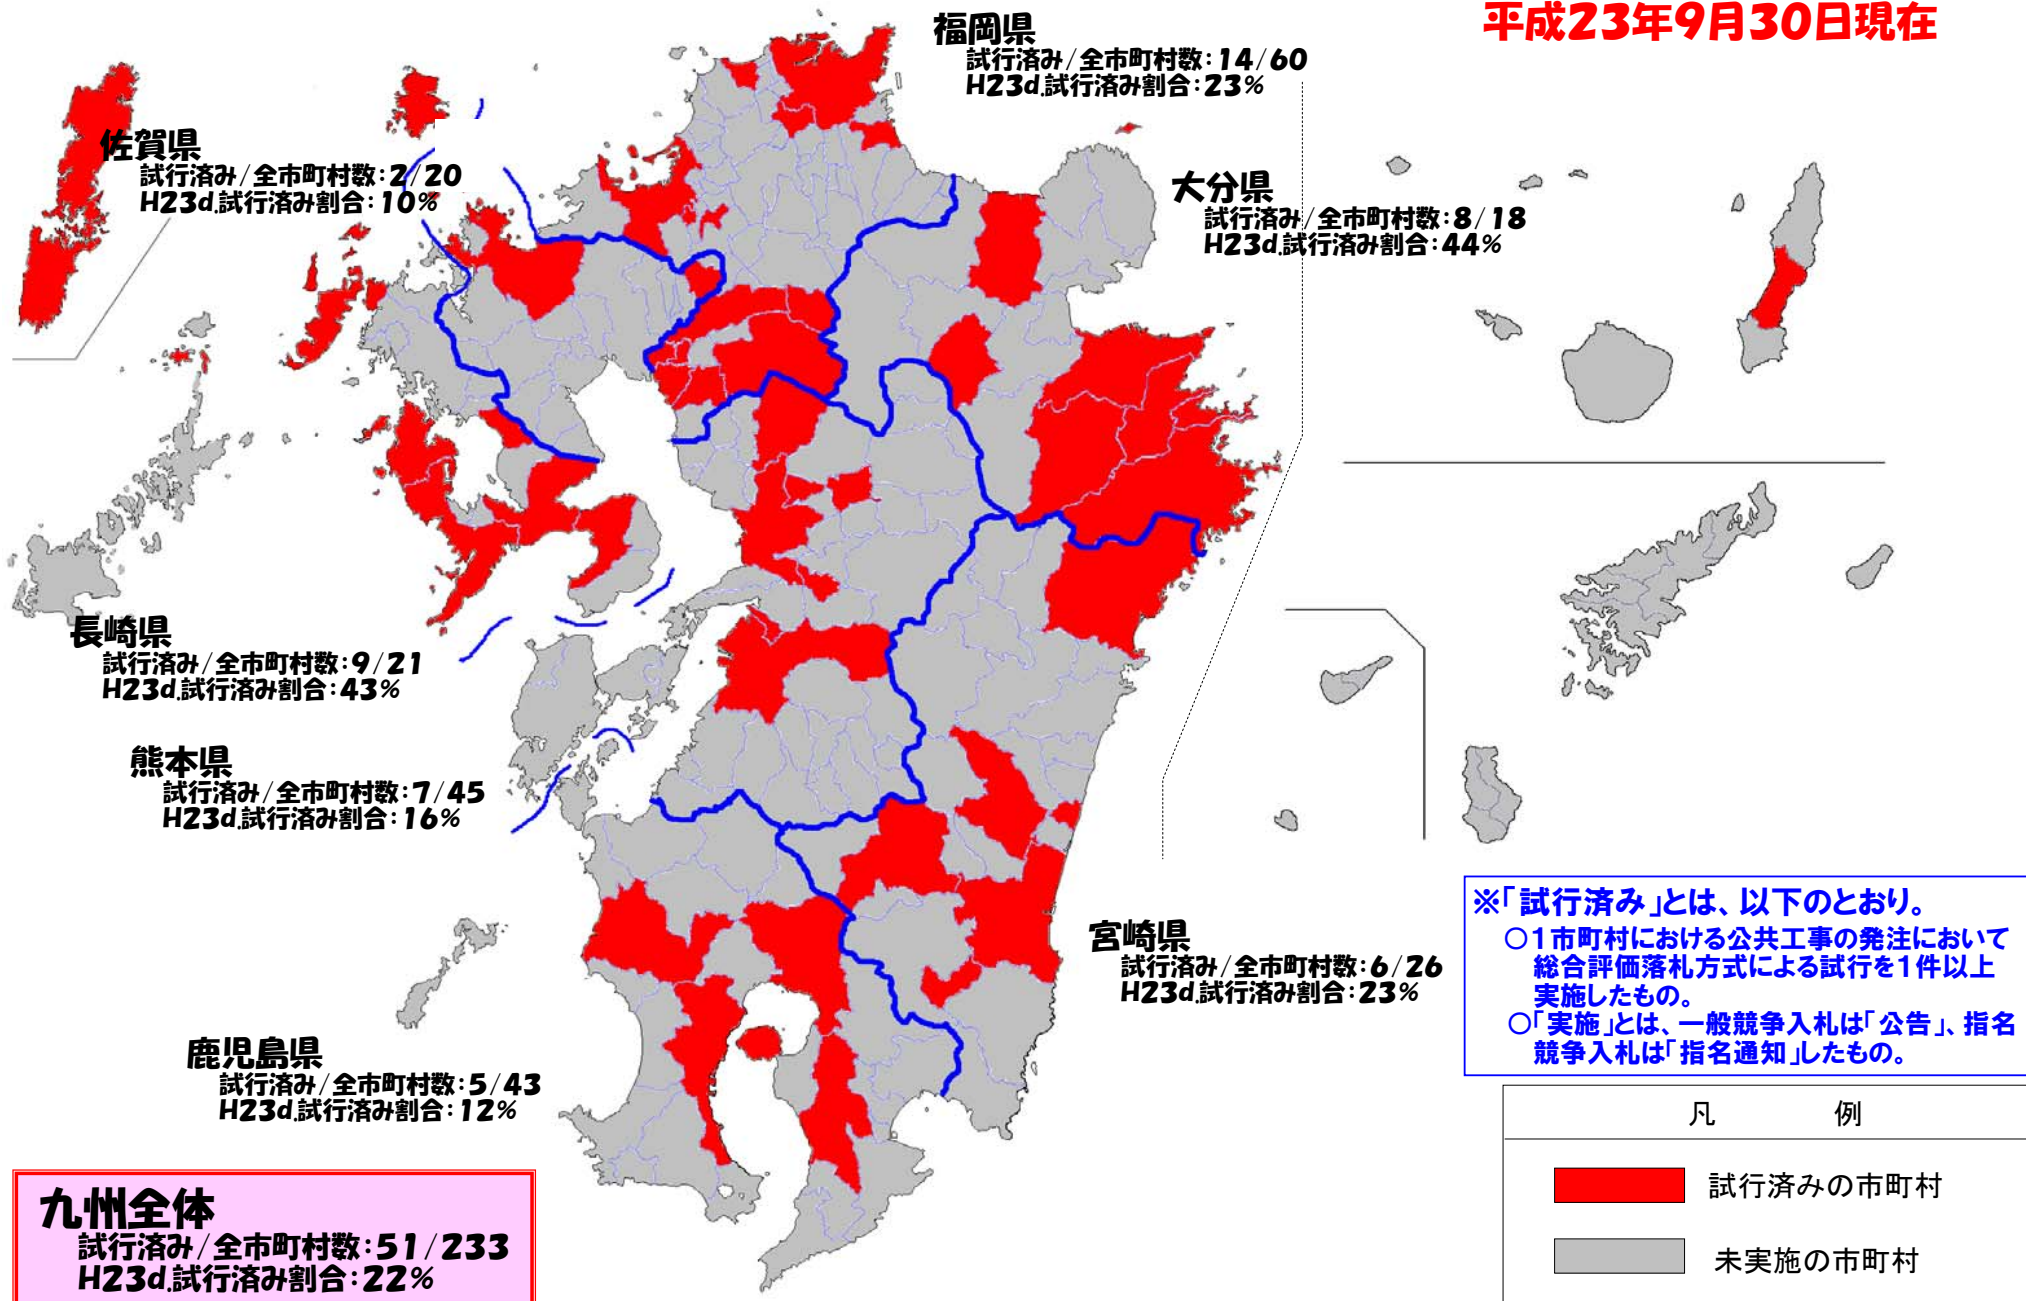 平成23年9月30日現在
福岡県
試行済み/全市町村数:14/60
H23d.試行済み割合:23%
佐賀県
試行済み/全市町村数:2/20
H23d.試行済み割合:10%
大分県
試行済み/全市町村数:8/18
H23d.試行済み割合:44%
長崎県
試行済み/全市町村数:9/21
H23d.試行済み割合:43%
熊本県
試行済み/全市町村数:7/45
H23d.試行済み割合:16%
宮崎県
試行済み/全市町村数:6/26
H23d.試行済み割合:23%
鹿児島県
試行済み/全市町村数:5/43
H23d.試行済み割合:12%
九州全体
試行済み/全市町村数:51/233
H23d.試行済み割合:22%
※「試行済み」とは、以下のとおり。
○1市町村における公共工事の発注において
総合評価落札方式による試行を1件以上
実施したもの。
○「実施」とは、一般競争入札は「公告」、指名
競争入札は「指名通知」したもの。
凡 例
試行済みの市町村
未実施の市町村